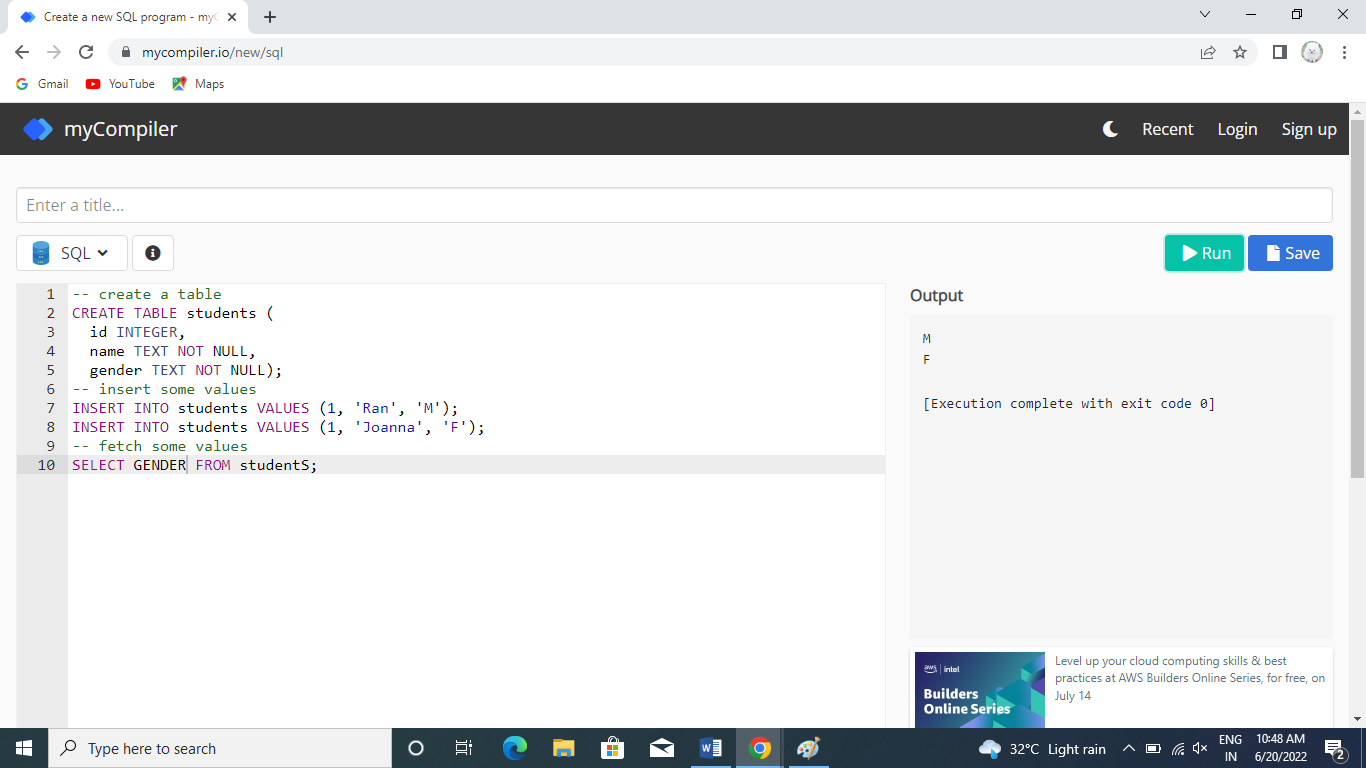 Create a new SQL program - myC
mycompiler.io/new/sql
Gmail YouTube Maps
myCompiler Recent Login Sign up
Enter a title...
SQL Run Save
1 -- create a table
2 CREATE TABLE students (
3 id INTEGER,
4 name TEXT NOT NULL,
5 gender TEXT NOT NULL);
6 -- insert some values
7 INSERT INTO students VALUES (1, 'Ran', 'M');
8 INSERT INTO students VALUES (1, 'Joanna', 'F');
9 -- fetch some values
10 SELECT GENDER FROM studentS;
Output
M
F
[Execution complete with exit code 0]
aws intel
Builders
Online Series
Level up your cloud computing skills & best
practices at AWS Builders Online Series, for free, on
July 14
Type here to search
32°C Light rain
ENG
IN
10:48 AM
6/20/2022
2